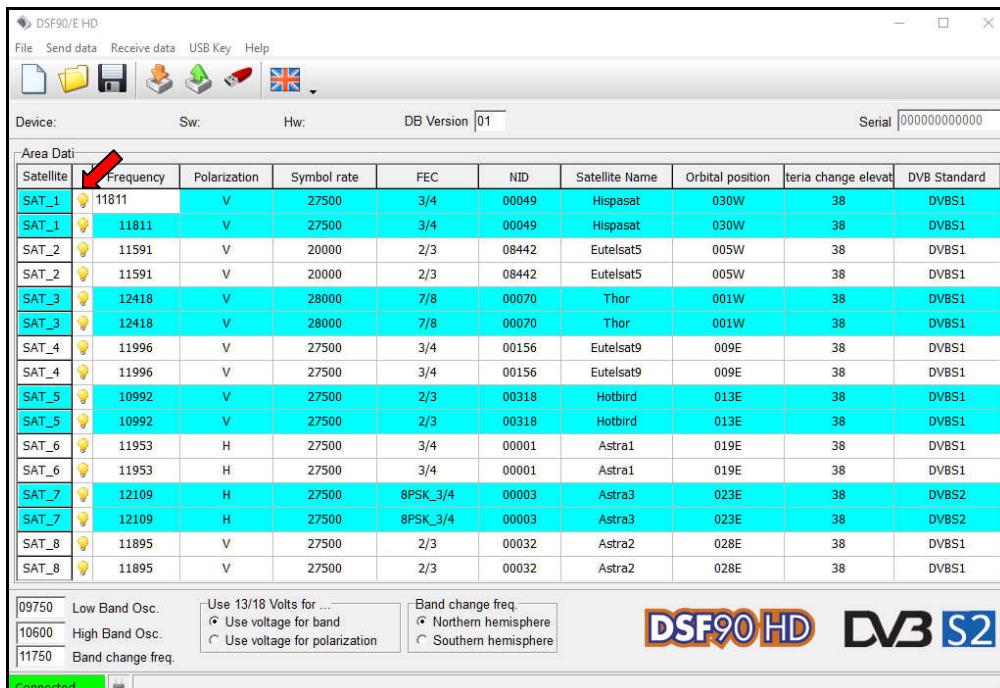 DSF90/E HD
File Send data Receive data USB Key Help
Device: Sw: Hw: DB Version 01 Serial 000000000000
Area Dati
Satellite Frequency Polarization Symbol rate FEC NID Satellite Name Orbital position teria change elevat DVB Standard
SAT_1 11811 V 27500 3/4 00049 Hispasat 030W 38 DVBS1
SAT_1 11811 V 27500 3/4 00049 Hispasat 030W 38 DVBS1
SAT_2 11591 V 20000 2/3 08442 Eutelsat5 005W 38 DVBS1
SAT_2 11591 V 20000 2/3 08442 Eutelsat5 005W 38 DVBS1
SAT_3 12418 V 28000 7/8 00070 Thor 001W 38 DVBS1
SAT_3 12418 V 28000 7/8 00070 Thor 001W 38 DVBS1
SAT_4 11996 V 27500 3/4 00156 Eutelsat9 009E 38 DVBS1
SAT_4 11996 V 27500 3/4 00156 Eutelsat9 009E 38 DVBS1
SAT_5 10992 V 27500 2/3 00318 Hotbird 013E 38 DVBS1
SAT_5 10992 V 27500 2/3 00318 Hotbird 013E 38 DVBS1
SAT_6 11953 H 27500 3/4 00001 Astra1 019E 38 DVBS1
SAT_6 11953 H 27500 3/4 00001 Astra1 019E 38 DVBS1
SAT_7 12109 H 27500 8PSK_3/4 00003 Astra3 023E 38 DVBS2
SAT_7 12109 H 27500 8PSK_3/4 00003 Astra3 023E 38 DVBS2
SAT_8 11895 V 27500 2/3 00032 Astra2 028E 38 DVBS1
SAT_8 11895 V 27500 2/3 00032 Astra2 028E 38 DVBS1
09750 Low Band Osc.
10600 High Band Osc.
11750 Band change freq.
Use 13/18 Volts for ...
Use voltage for band
Use voltage for polarization
Band change freq.
Northern hemisphere
Southern hemisphere
DSF90 HD
DVB S2
Connected